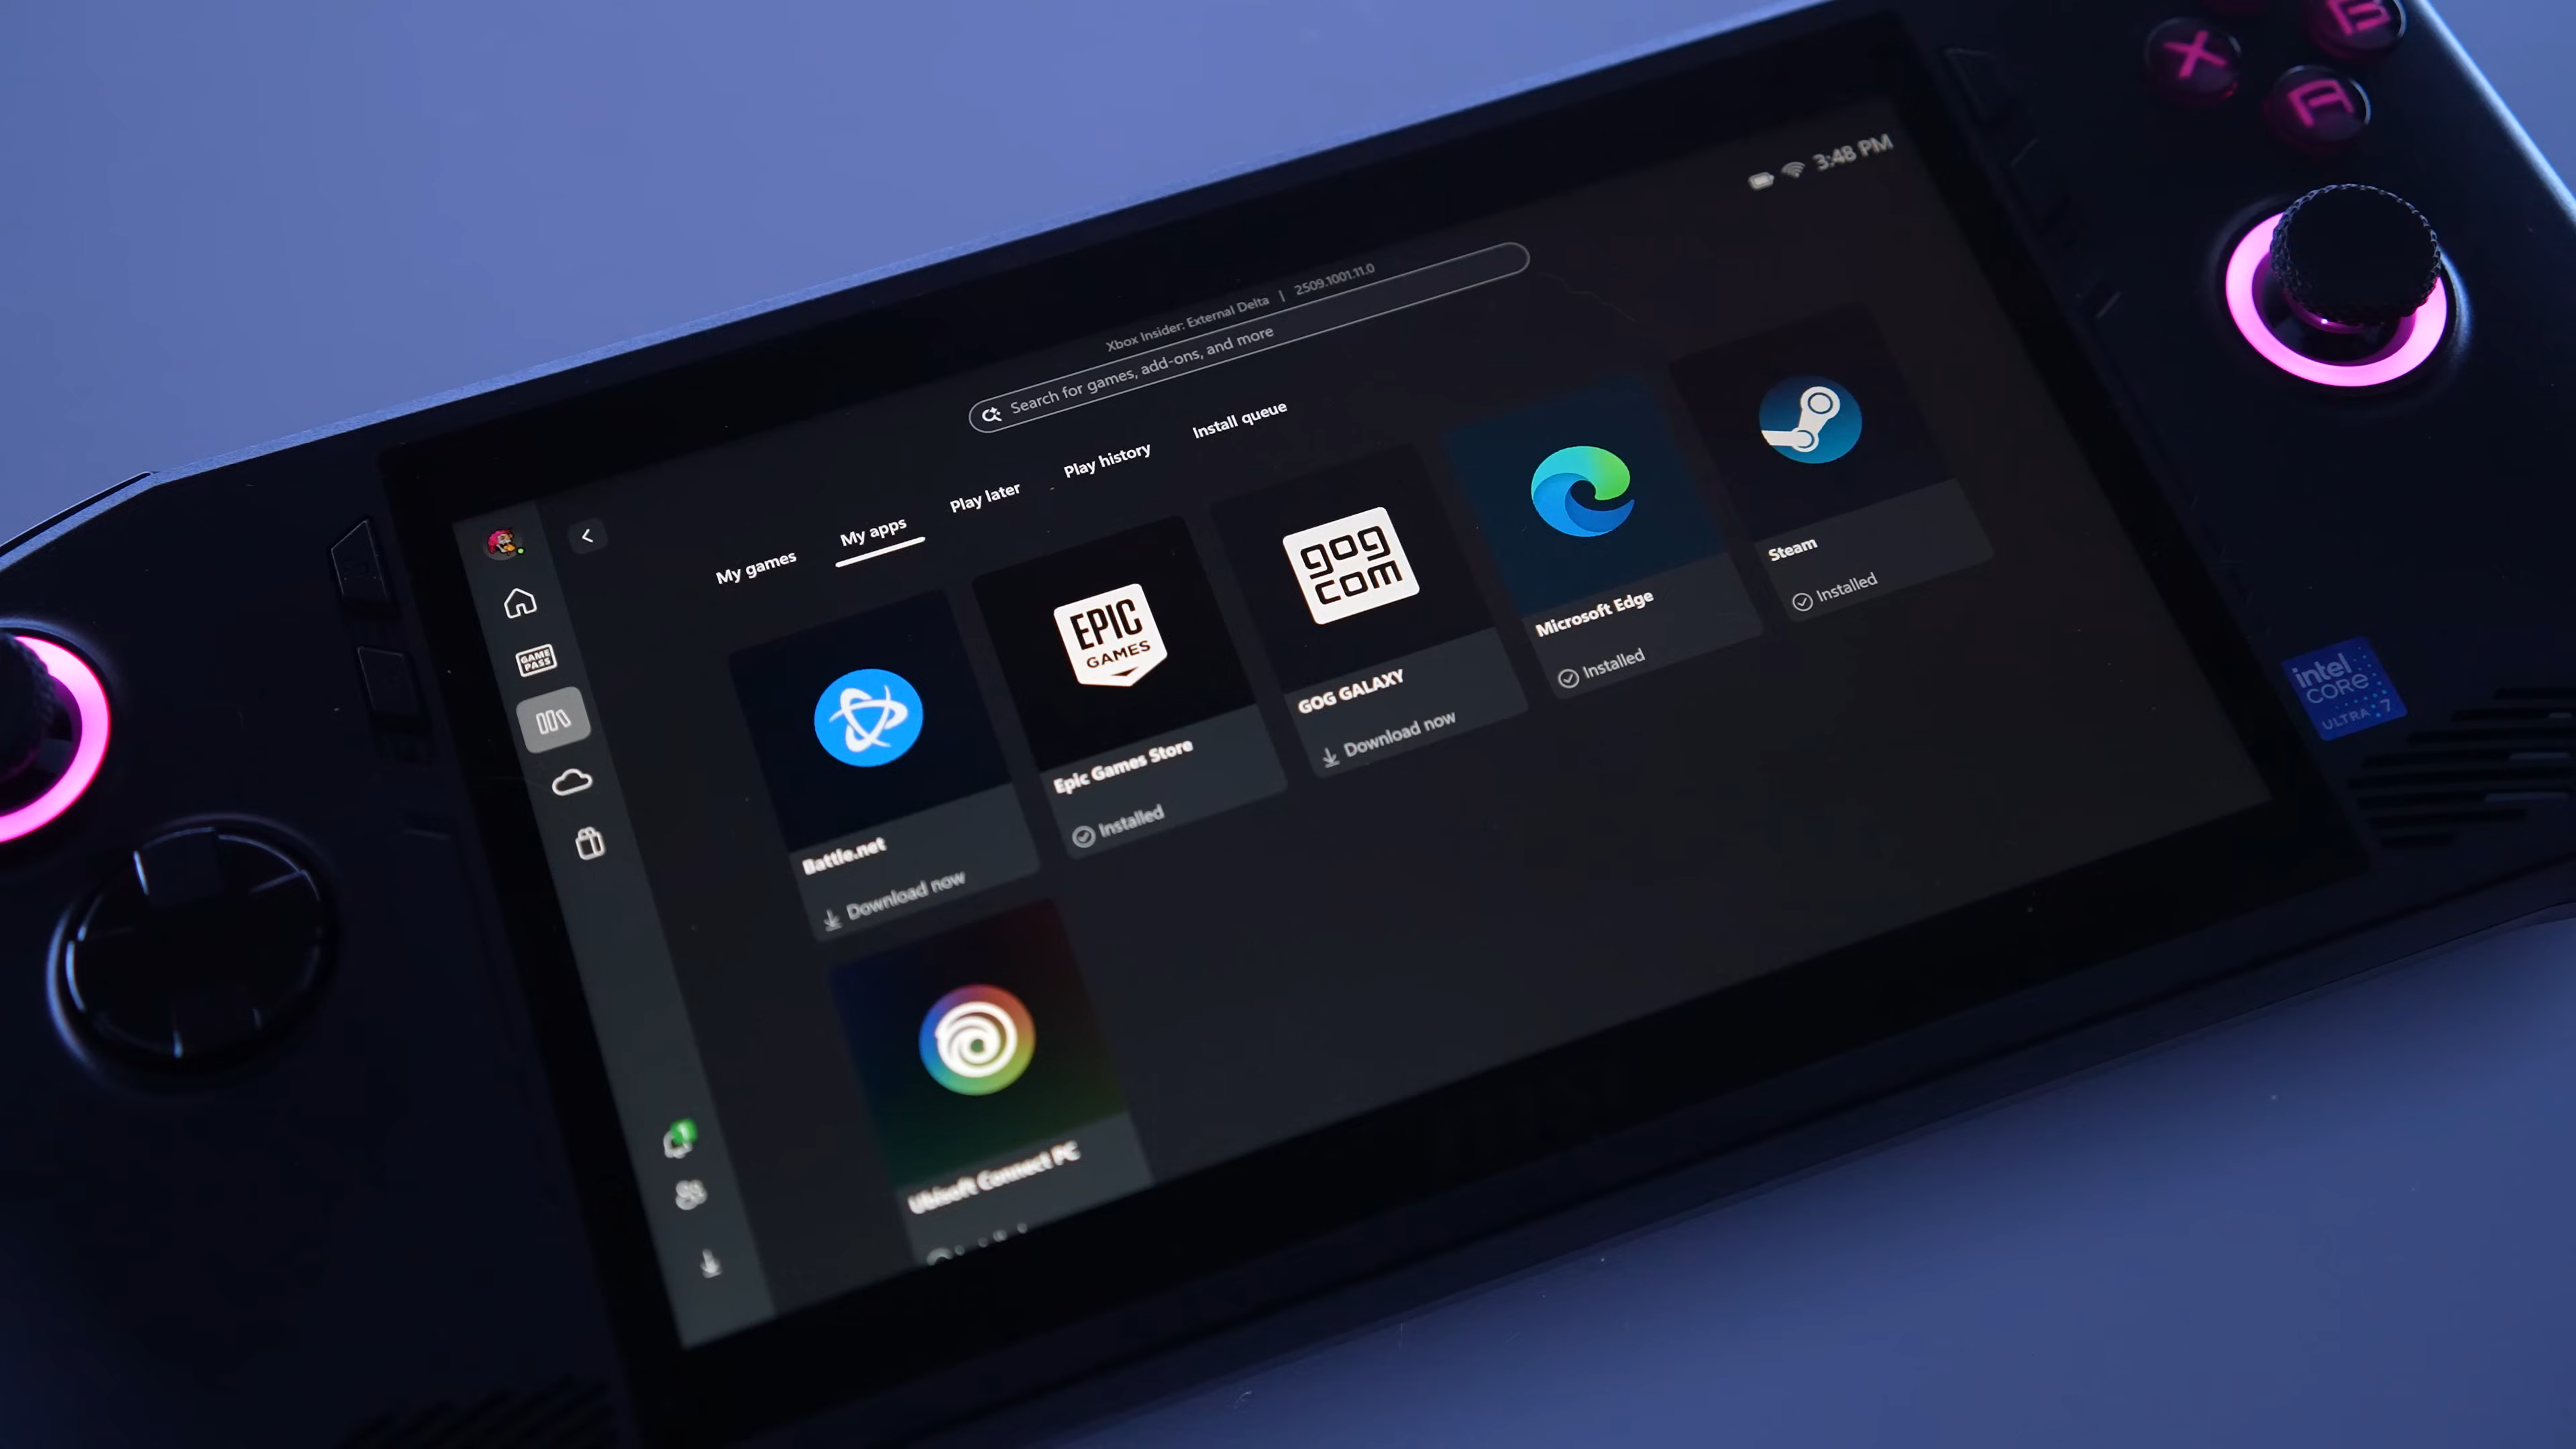 3:48 PM
Xbox Insider: External Delta | 2509.1001.11.0
Search for games, add-ons, and more
My games
My apps
Play later
Play history
Install queue
GAME
PASS
Battle.net
Download now
EPIC
GAMES
Epic Games Store
Installed
gog
com
GOG GALAXY
Download now
Microsoft Edge
Installed
Steam
Installed
Ubisoft Connect PC
1
X
A
B
intel
CORE
ULTRA 7